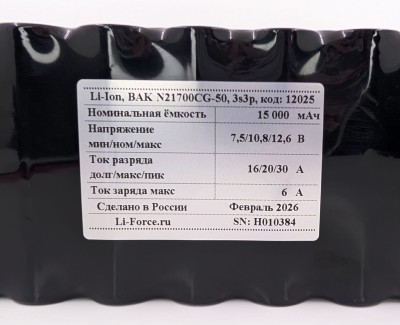 Li-Ion, BAK N21700CG-50, 3s3p, код: 12025
Номинальная ёмкость 15 000 мАч
Напряжение
мин/ном/макс 7,5/10,8/12,6 В
Ток разряда
долг/макс/пик 16/20/30 А
Ток заряда макс 6 А
Сделано в России Февраль 2026
Li-Force.ru SN: H010384